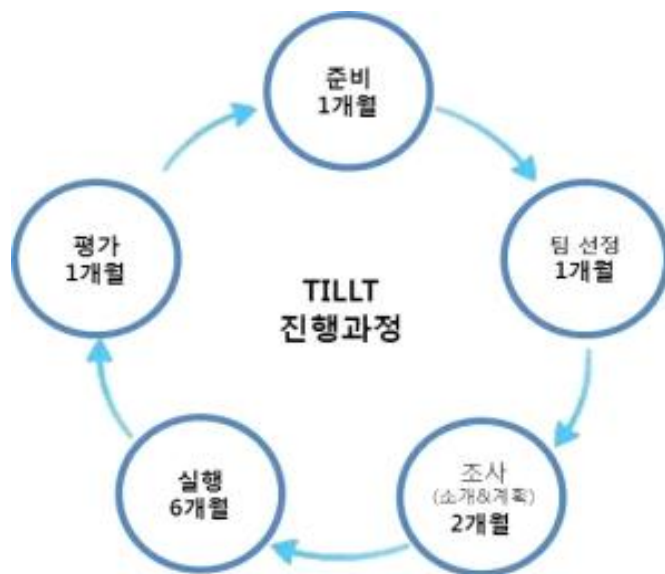 준비
1개월
팀 선정
1개월
조사
(소개&계획)
2개월
실행
6개월
평가
1개월
TILLT
진행과정